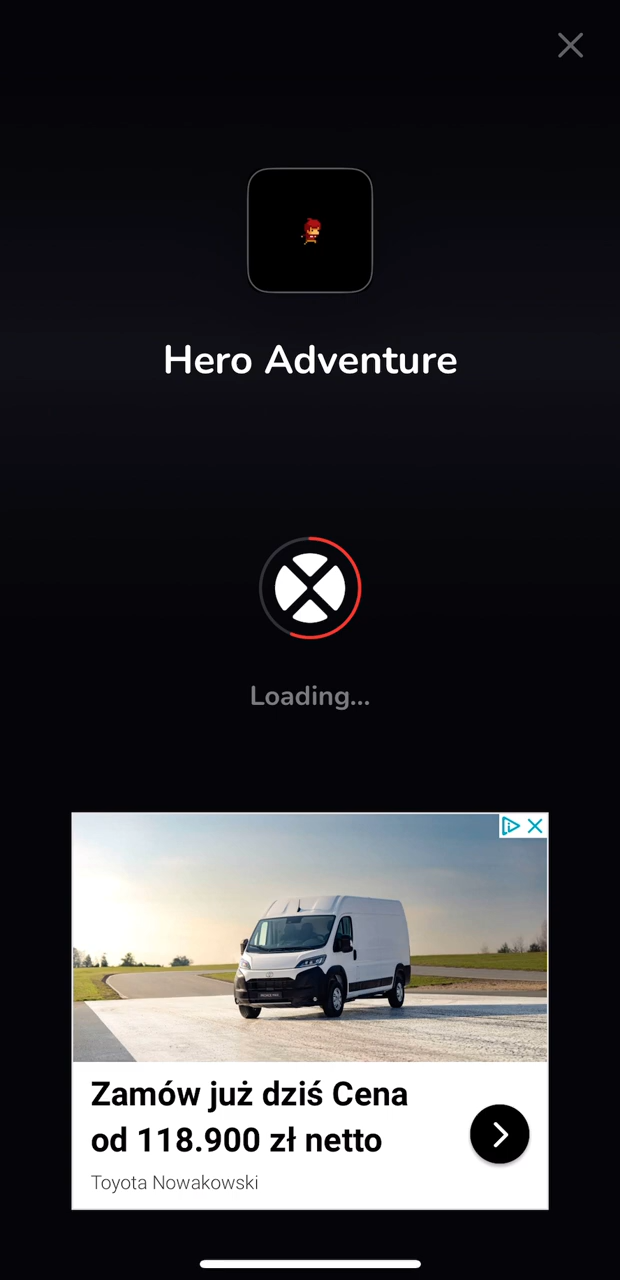 Hero Adventure
Loading...
Zamów już dziś Cena
od 118.900 zł netto
Toyota Nowakowski